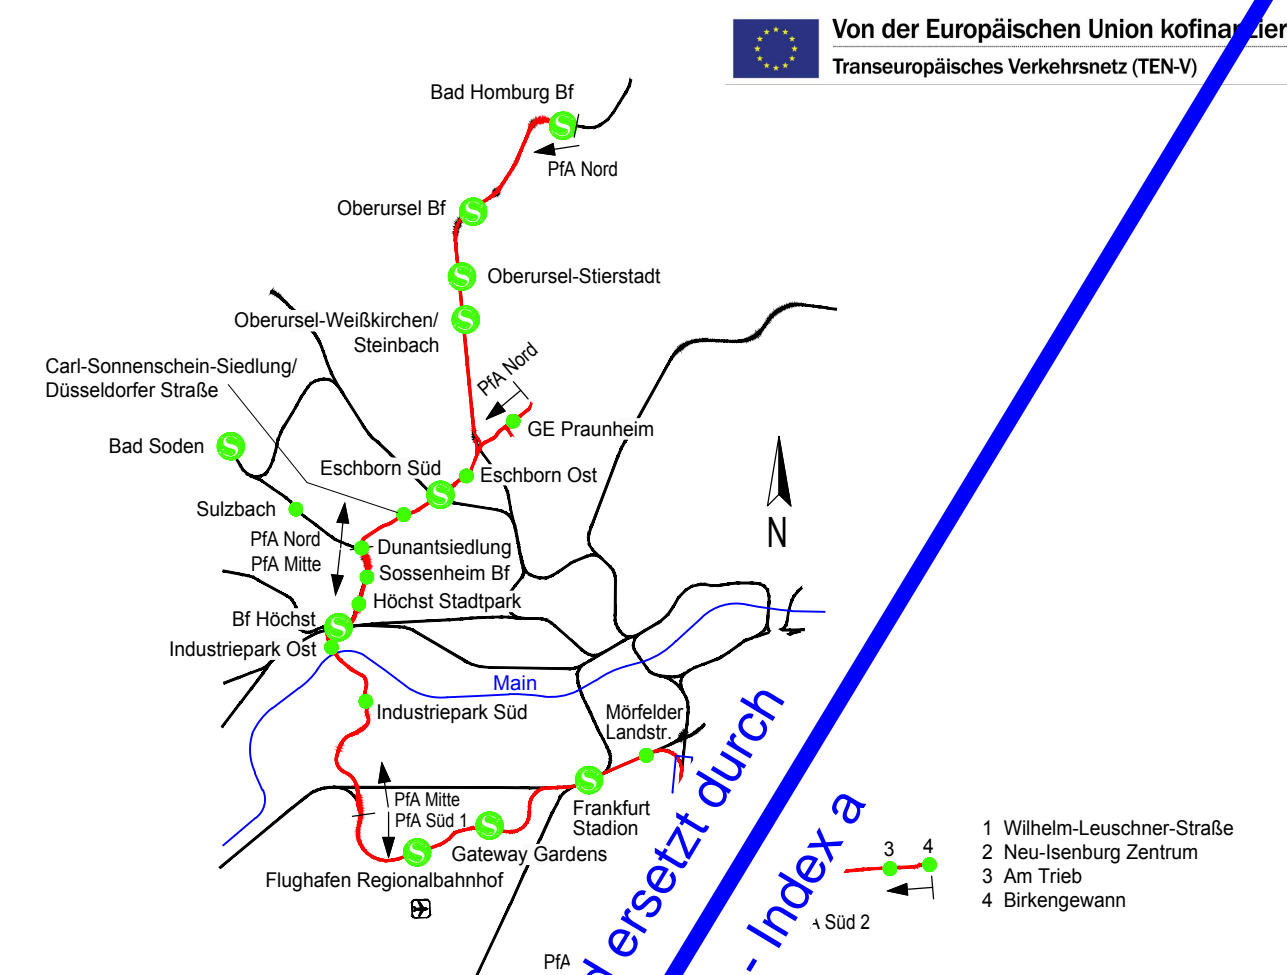 Von der Europäischen Union kofinanzier
Transeuropäisches Verkehrsnetz (TEN-V)
Bad Homburg Bf
S
PfA Nord
Oberursel Bf
S
S
Oberursel-Stierstadt
Oberursel-Weißkirchen/
Steinbach
S
PfA Nord
Carl-Sonnenschein-Siedlung/
Düsseldorfer Straße
GE Praunheim
Bad Soden
S
Eschborn Süd
S
Eschborn Ost
Sulzbach
N
PfA Nord
PfA Mitte
Dunantsiedlung
Sossenheim Bf
Höchst Stadtpark
Bf Höchst
S
Industriepark Ost
Main
Industriepark Süd
Mörfelder
Landstr.
S
PfA Mitte
PfA Süd 1
Frankfurt
Stadion
S
Gateway Gardens
S
Flughafen Regionalbahnhof
3 4
1 Wilhelm-Leuschner-Straße
2 Neu-Isenburg Zentrum
3 Am Trieb
4 Birkengewann
Süd 2
PfA
d ersetzt durch
- Index a